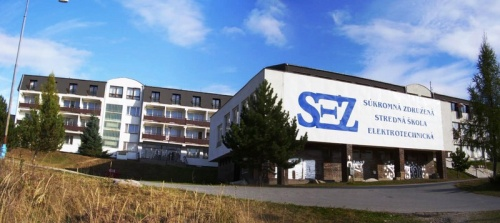 SEZ
SÚKROMNÁ ZDRUŽENÁ
STREDNÁ ŠKOLA
ELEKTROTECHNICKÁ